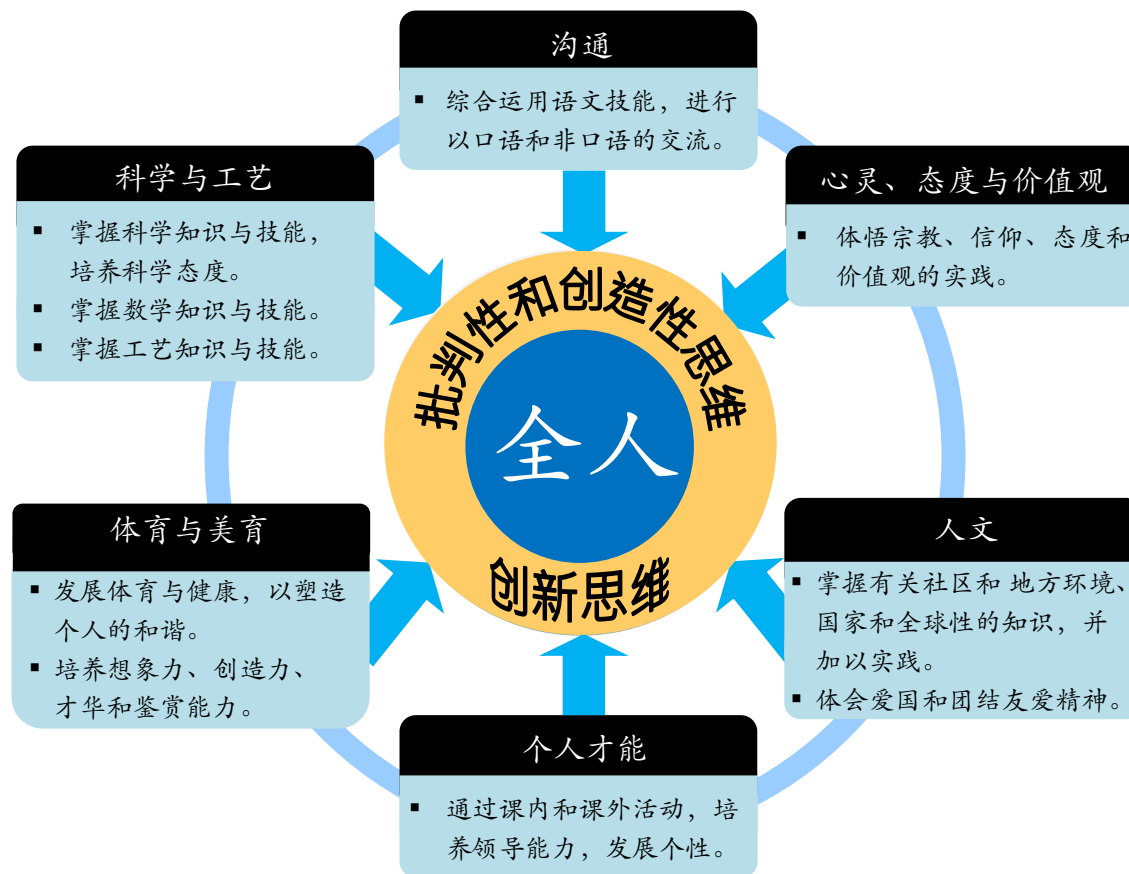 沟通
▪ 综合运用语文技能，进行
以口语和非口语的交流。
心灵、态度与价值观
▪ 体悟宗教、信仰、态度和
价值观的实践。
人文
▪ 掌握有关社区和 地方环境、
国家和全球性的知识，并
加以实践。
▪ 体会爱国和团结友爱精神。
个人才能
▪ 通过课内和课外活动，培
养领导能力，发展个性。
体育与美育
▪ 发展体育与健康，以塑造
个人的和谐。
▪ 培养想象力、创造力、
才华和鉴赏能力。
科学与工艺
▪ 掌握科学知识与技能，
培养科学态度。
▪ 掌握数学知识与技能。
▪ 掌握工艺知识与技能。
批判性和创造性思维
全人
创新思维